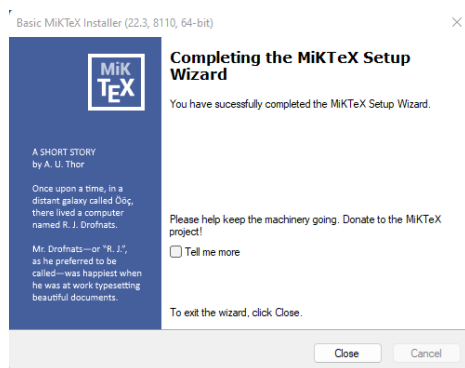 Basic MiKTeX Installer (22.3, 8110, 64-bit)
MiK
TEX
A SHORT STORY
by A. U. Thor
Once upon a time, in a
distant galaxy called Ööç,
there lived a computer
named R. J. Drofnats.
Mr. Drofnats—or “R. J.”,
as he preferred to be
called—was happiest when
he was at work typesetting
beautiful documents.
Completing the MiKTeX Setup
Wizard
You have sucessfully completed the MiKTeX Setup Wizard.
Please help keep the machinery going. Donate to the MiKTeX
project!
Tell me more
To exit the wizard, click Close.
Close
Cancel